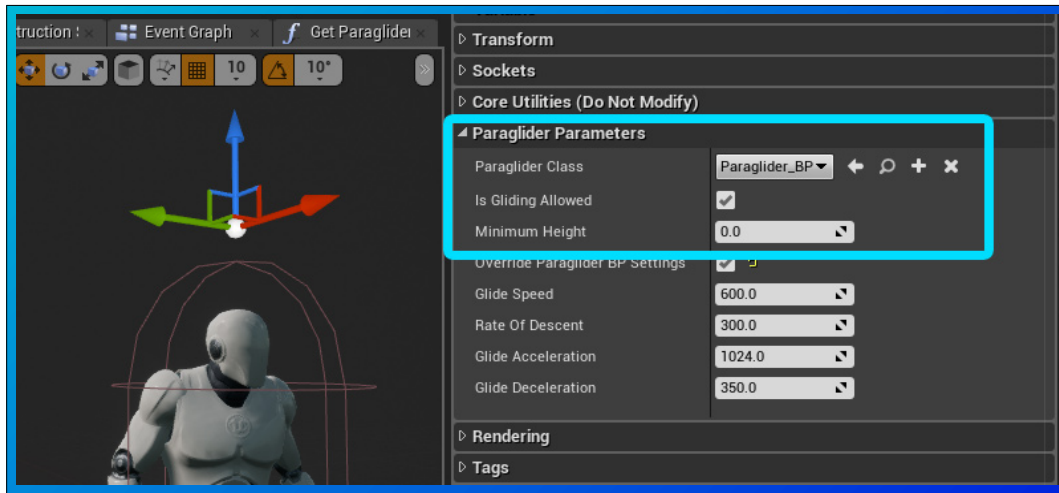 truction S
Event Graph
Get Paraglider
10
10°
Transform
Sockets
Core Utilities (Do Not Modify)
Paraglider Parameters
Paraglider Class
Paraglider_BP
Is Gliding Allowed
Minimum Height
0.0
Override Paraglider BP Settings
Glide Speed
600.0
Rate Of Descent
300.0
Glide Acceleration
1024.0
Glide Deceleration
350.0
Rendering
Tags